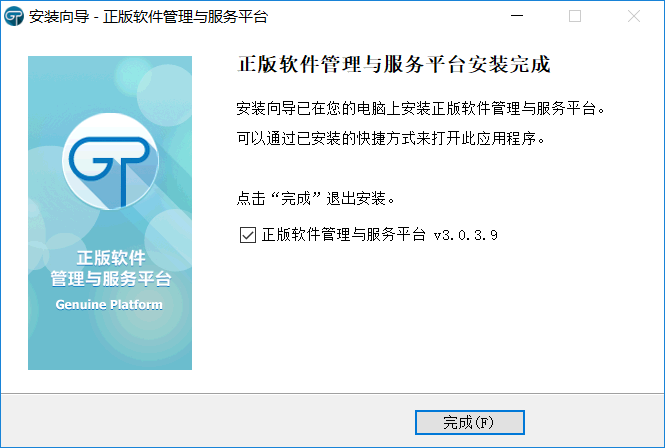 安装向导 - 正版软件管理与服务平台
正版软件管理与服务平台安装完成
安装向导已在您的电脑上安装正版软件管理与服务平台。
可以通过已安装的快捷方式来打开此应用程序。
点击“完成”退出安装。
正版软件管理与服务平台 v3.0.3.9
GT
正版软件
管理与服务平台
Genuine Platform
完成(F)